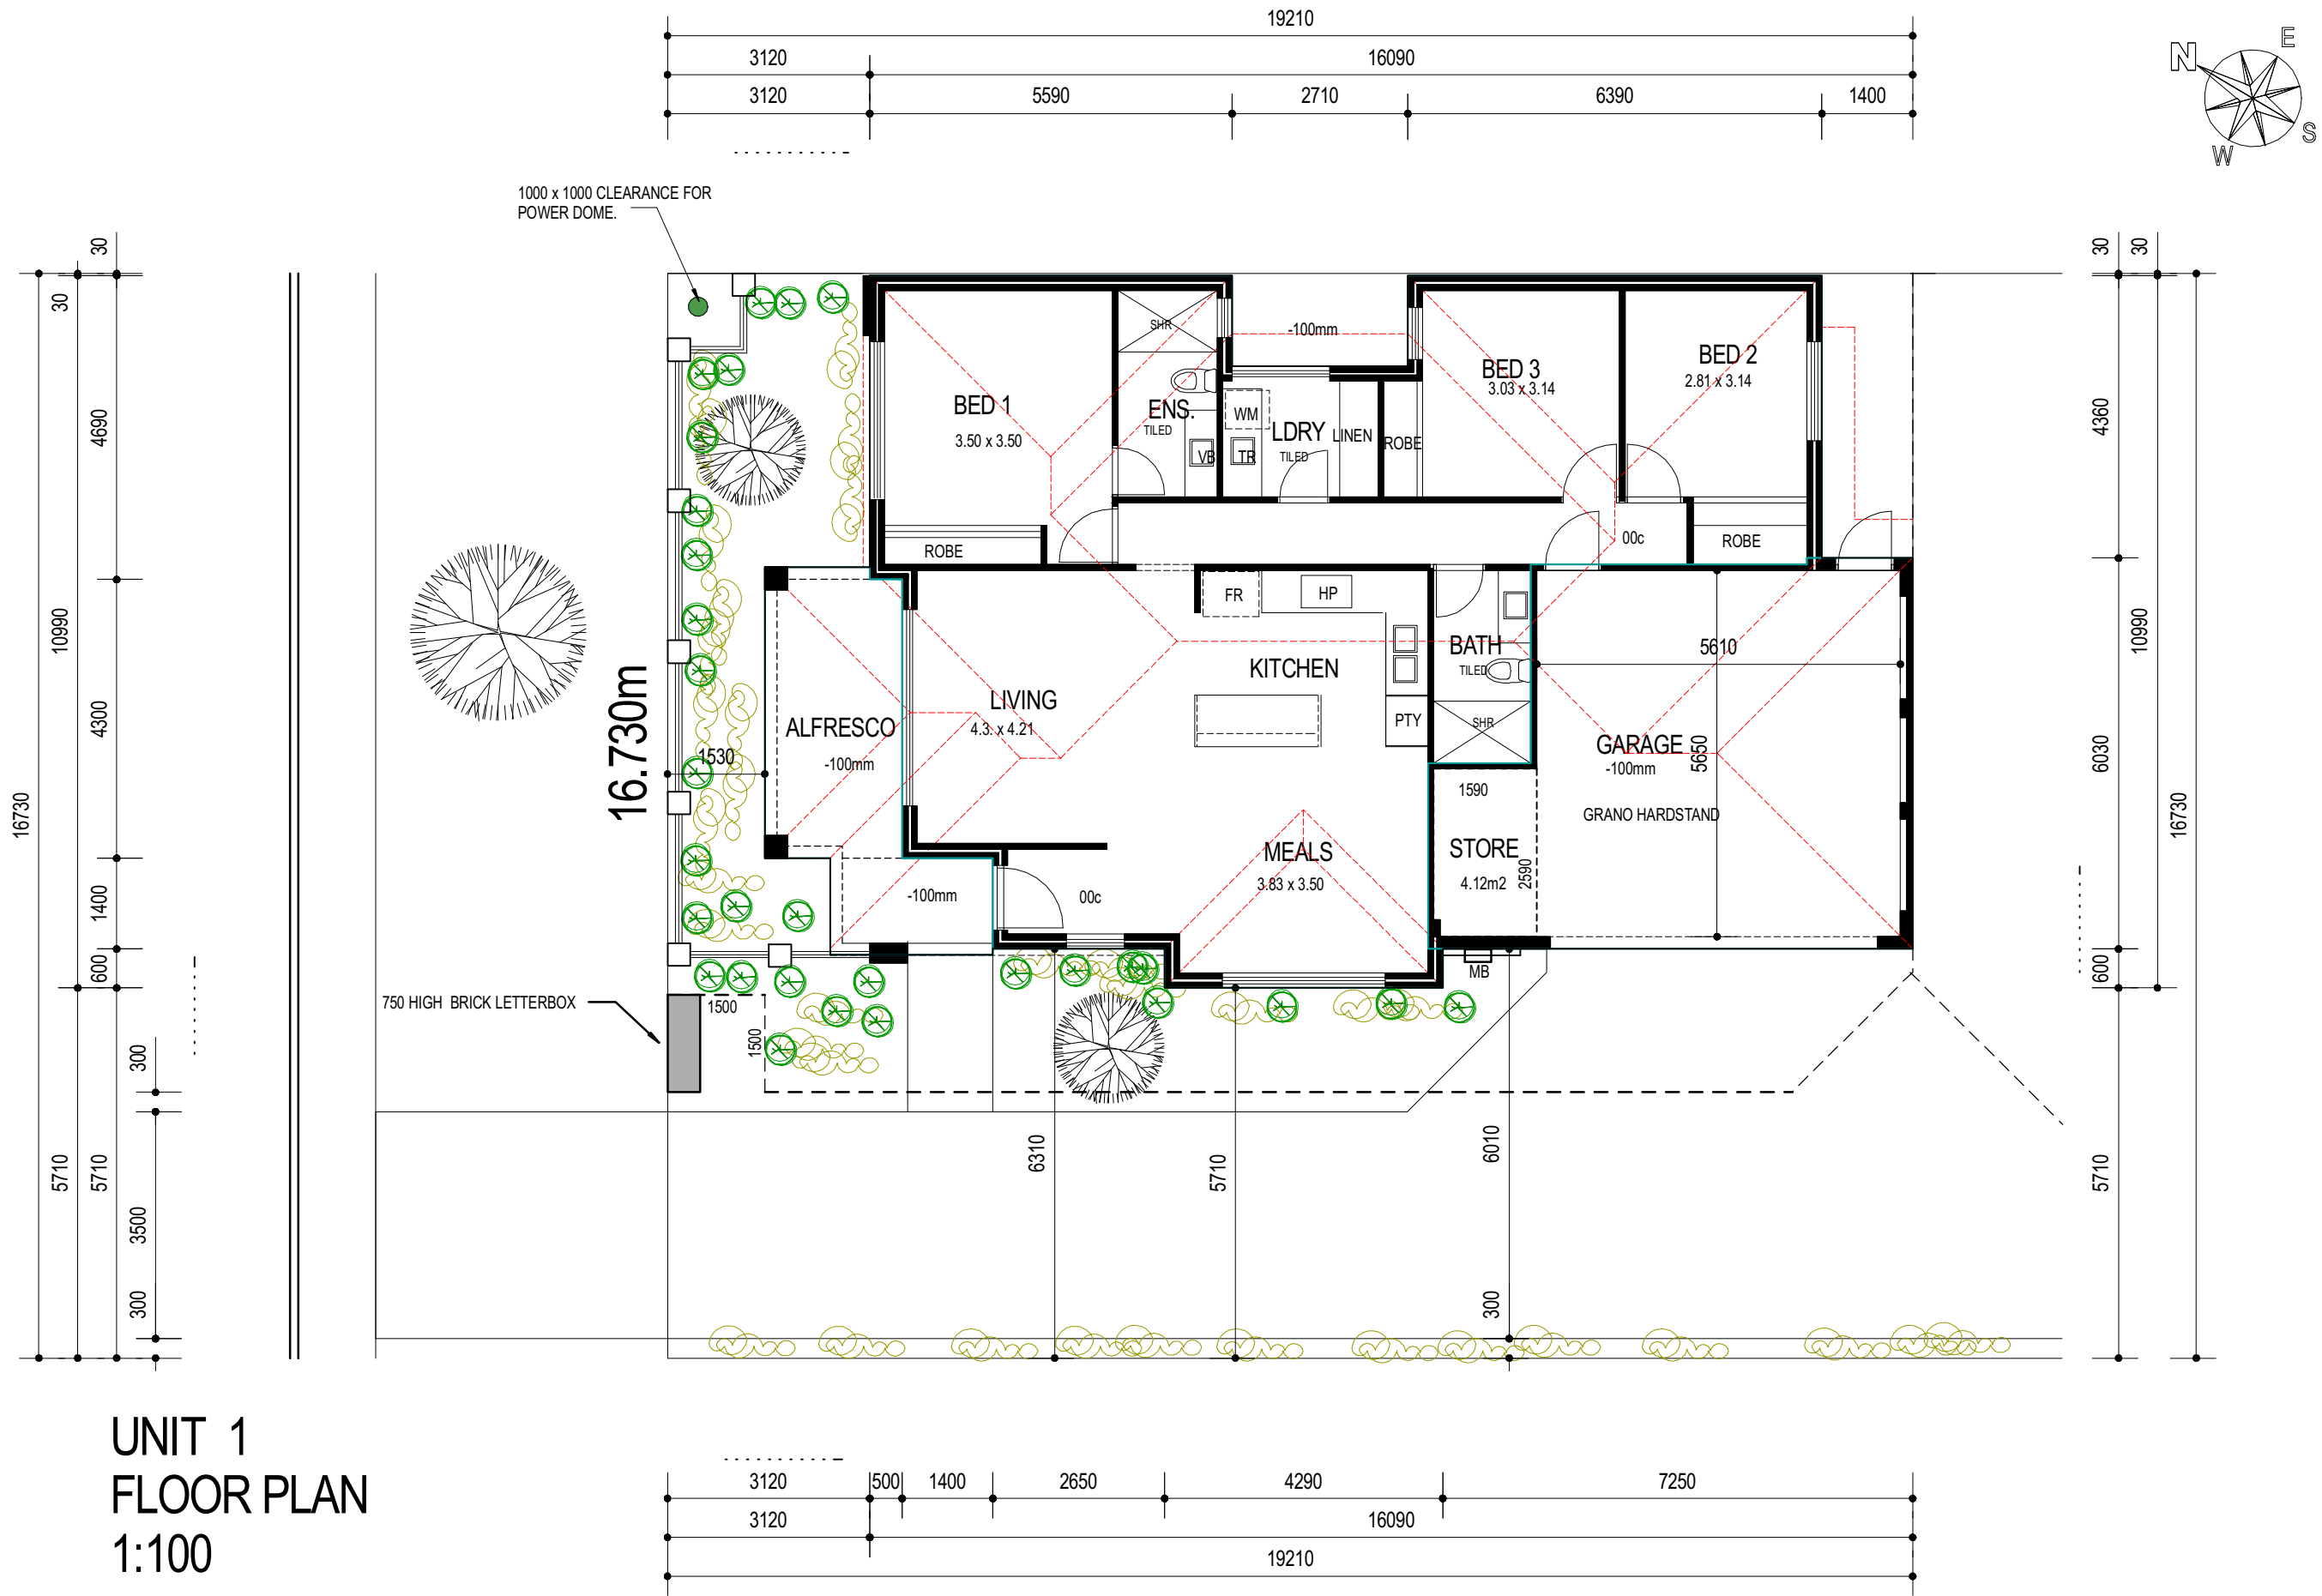 19210
3120
16090
3120
5590
2710
6390
1400
N
E
S
W
1000 x 1000 CLEARANCE FOR
POWER DOME.
30
30
30
30
SHR
-100mm
BED 1
3.50 x 3.50
ENS.
TILED
VB
WM
TR
LDRY
TILED
LINEN
ROBE
BED 3
3.03 x 3.14
BED 2
2.81 x 3.14
4690
4360
ROBE
00c
ROBE
10990
10990
FR
HP
BATH
TILED
5610
KITCHEN
LIVING
4.3. x 4.21
ALFRESCO
-100mm
1530
16.730m
4300
PTY
SHR
GARAGE
-100mm
5650
GRANO HARDSTAND
6030
16730
16730
1590
STORE
4.12m2
2590
MEALS
3.83 x 3.50
-100mm
00c
1400
600
600
MB
750 HIGH  BRICK LETTERBOX
1500
1500
300
6310
5710
6010
5710
5710
5710
3500
300
300
UNIT  1
FLOOR PLAN
1:100
3120
500
1400
2650
4290
7250
3120
16090
19210